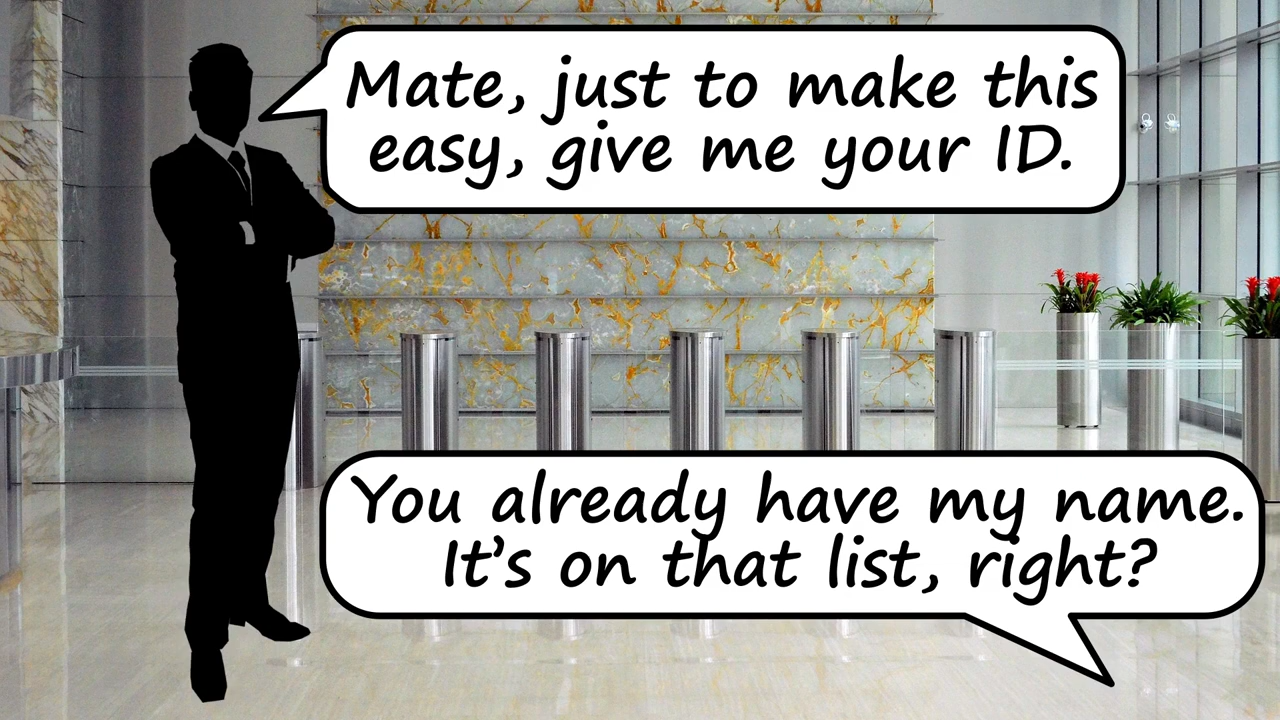 Mate, just to make this
easy, give me your ID.
You already have my name.
It’s on that list, right?